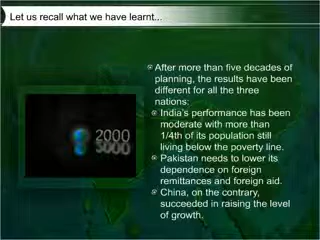 Let us recall what we have learnt...
After more than five decades of
planning, the results have been
different for all the three
nations:
India's performance has been
moderate with more than
1/4th of its population still
living below the poverty line.
Pakistan needs to lower its
dependence on foreign
remittances and foreign aid.
China, on the contrary,
succeeded in raising the level
of growth.
2000